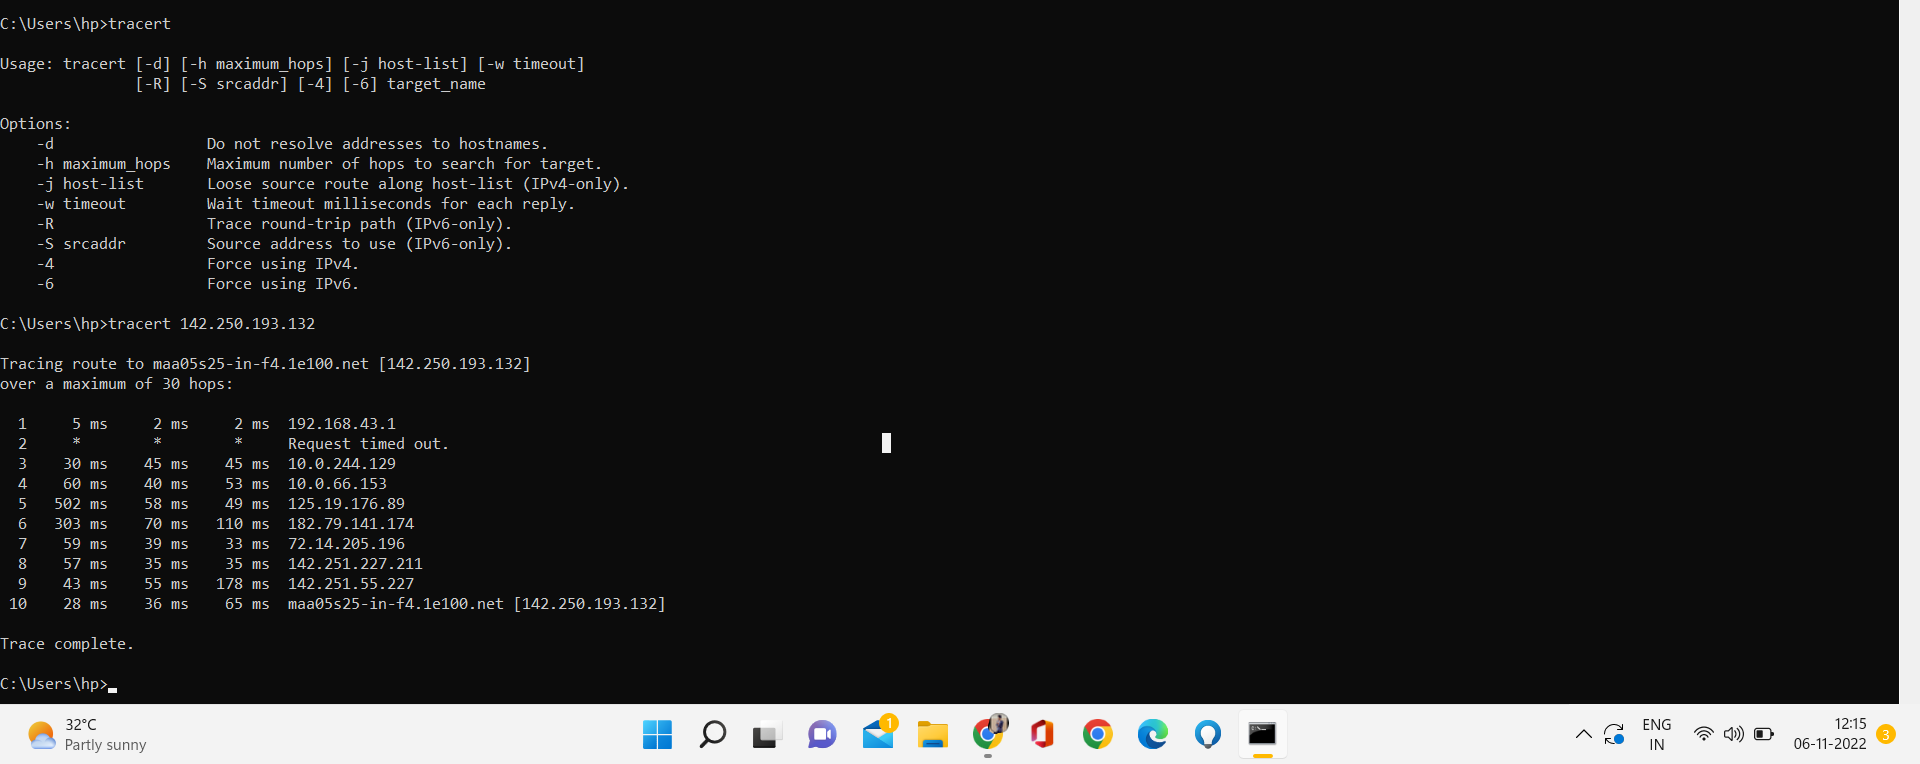 C:\Users\hp>tracert
Usage: tracert [-d] [-h maximum_hops] [-j host-list] [-w timeout]
               [-R] [-S srcaddr] [-4] [-6] target_name
Options:
    -d                 Do not resolve addresses to hostnames.
    -h maximum_hops    Maximum number of hops to search for target.
    -j host-list       Loose source route along host-list (IPv4-only).
    -w timeout         Wait timeout milliseconds for each reply.
    -R                 Trace round-trip path (IPv6-only).
    -S srcaddr         Source address to use (IPv6-only).
    -4                 Force using IPv4.
    -6                 Force using IPv6.
C:\Users\hp>tracert 142.250.193.132
Tracing route to maa05s25-in-f4.1e100.net [142.250.193.132]
over a maximum of 30 hops:
  1     5 ms     2 ms     2 ms  192.168.43.1
  2     *        *        *     Request timed out.
  3    30 ms    45 ms    45 ms  10.0.244.129
  4    60 ms    40 ms    53 ms  10.0.66.153
  5   502 ms    58 ms    49 ms  125.19.176.89
  6   303 ms    70 ms   110 ms  182.79.141.174
  7    59 ms    39 ms    33 ms  72.14.205.196
  8    57 ms    35 ms    35 ms  142.251.227.211
  9    43 ms    55 ms   178 ms  142.251.55.227
 10    28 ms    36 ms    65 ms  maa05s25-in-f4.1e100.net [142.250.193.132]
Trace complete.
C:\Users\hp>
32°C
Partly sunny
1
ENG
IN
12:15
06-11-2022
3